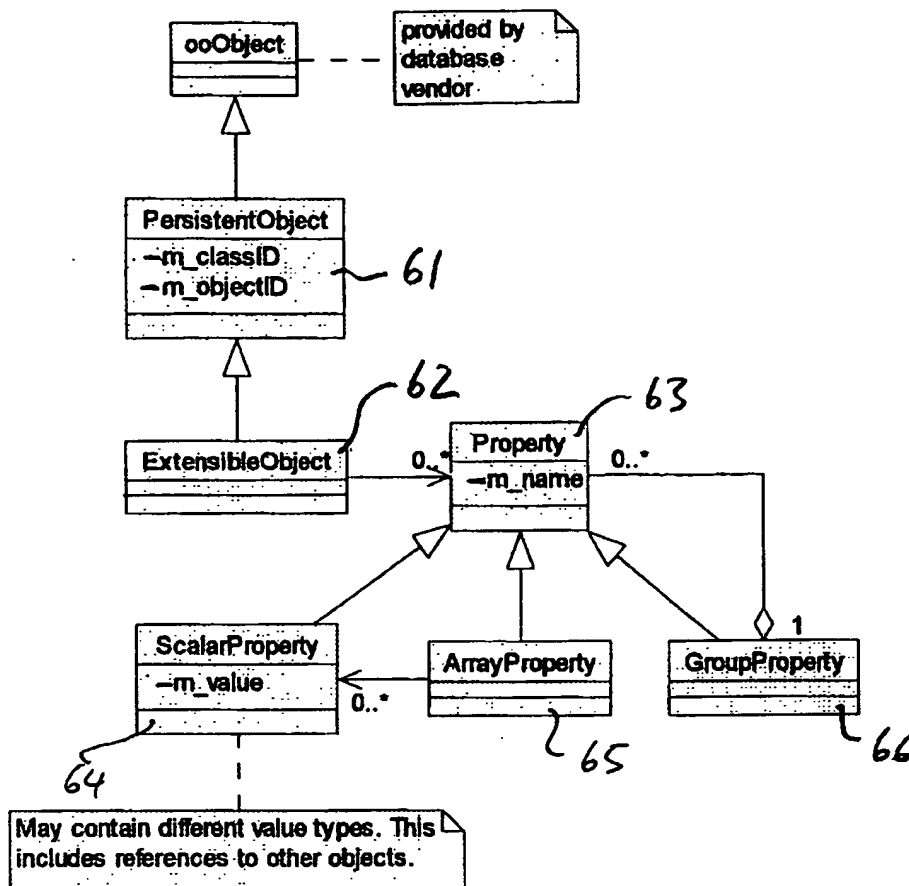 ooObject
provided by
database
vendor
PersistentObject
–m_classID
–m_objectID
61
62
63
ExtensibleObject
0..*
Property
–m_name
0..*
ScalarProperty
–m_value
0..*
ArrayProperty
1
GroupProperty
64
65
66
May contain different value types. This
includes references to other objects.